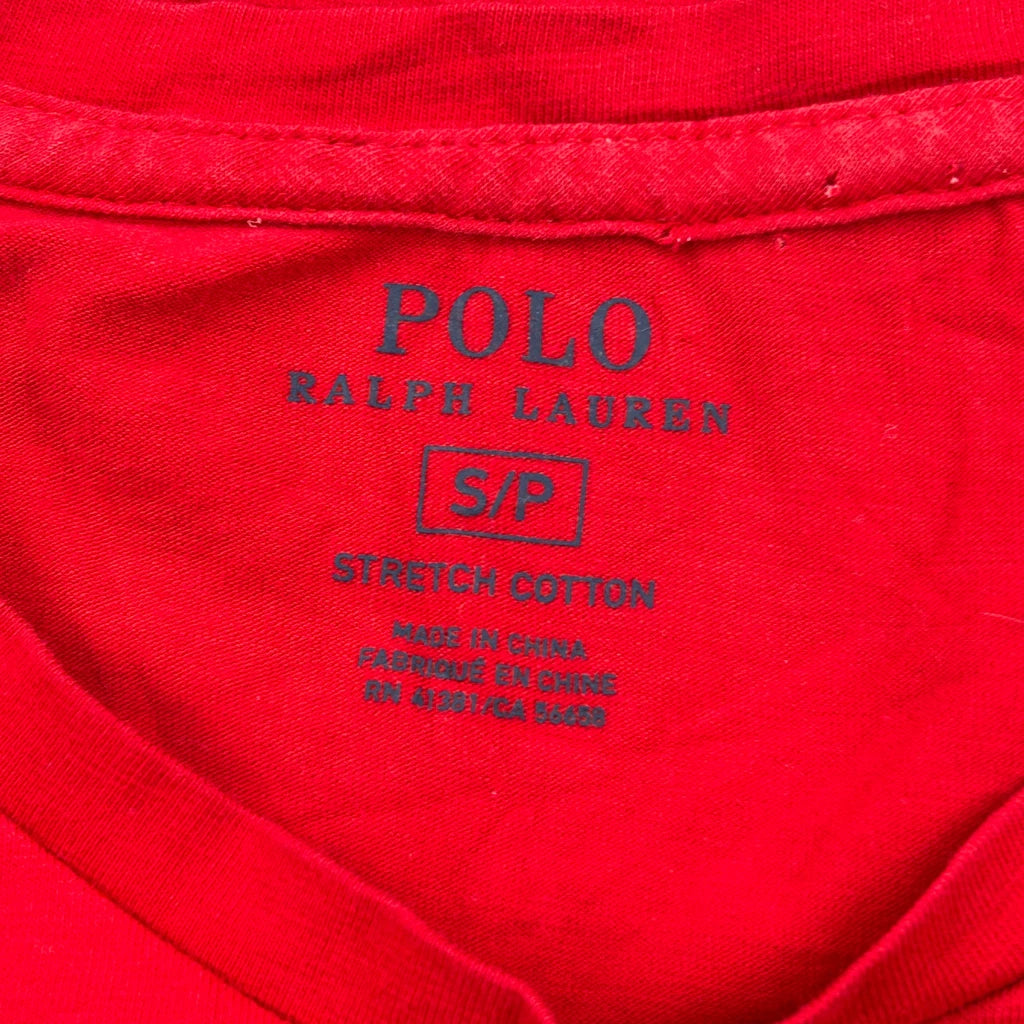 POLO
RALPH LAUREN
S/P
STRETCH COTTON
MADE IN CHINA
FABRIQUÉ EN CHINE
RN 41381/CA 56658